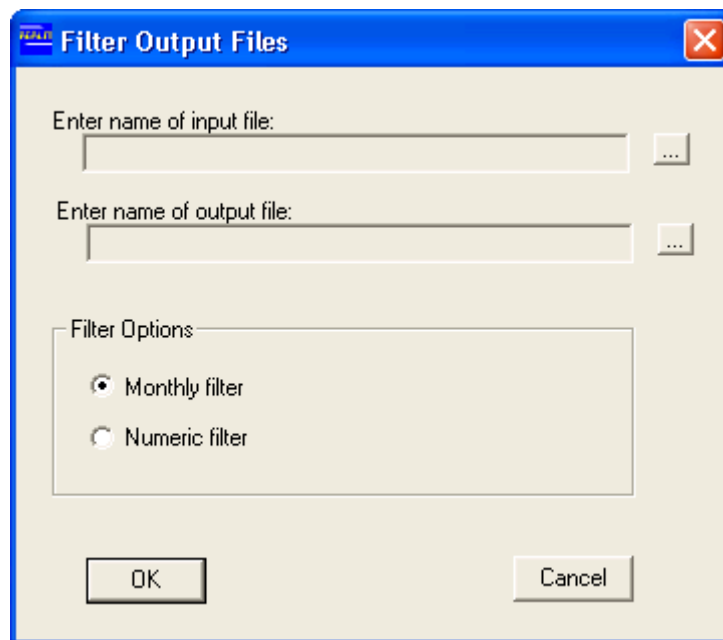 Filter Output Files
Enter name of input file:
...
Enter name of output file:
...
Filter Options
Monthly filter
Numeric filter
OK
Cancel